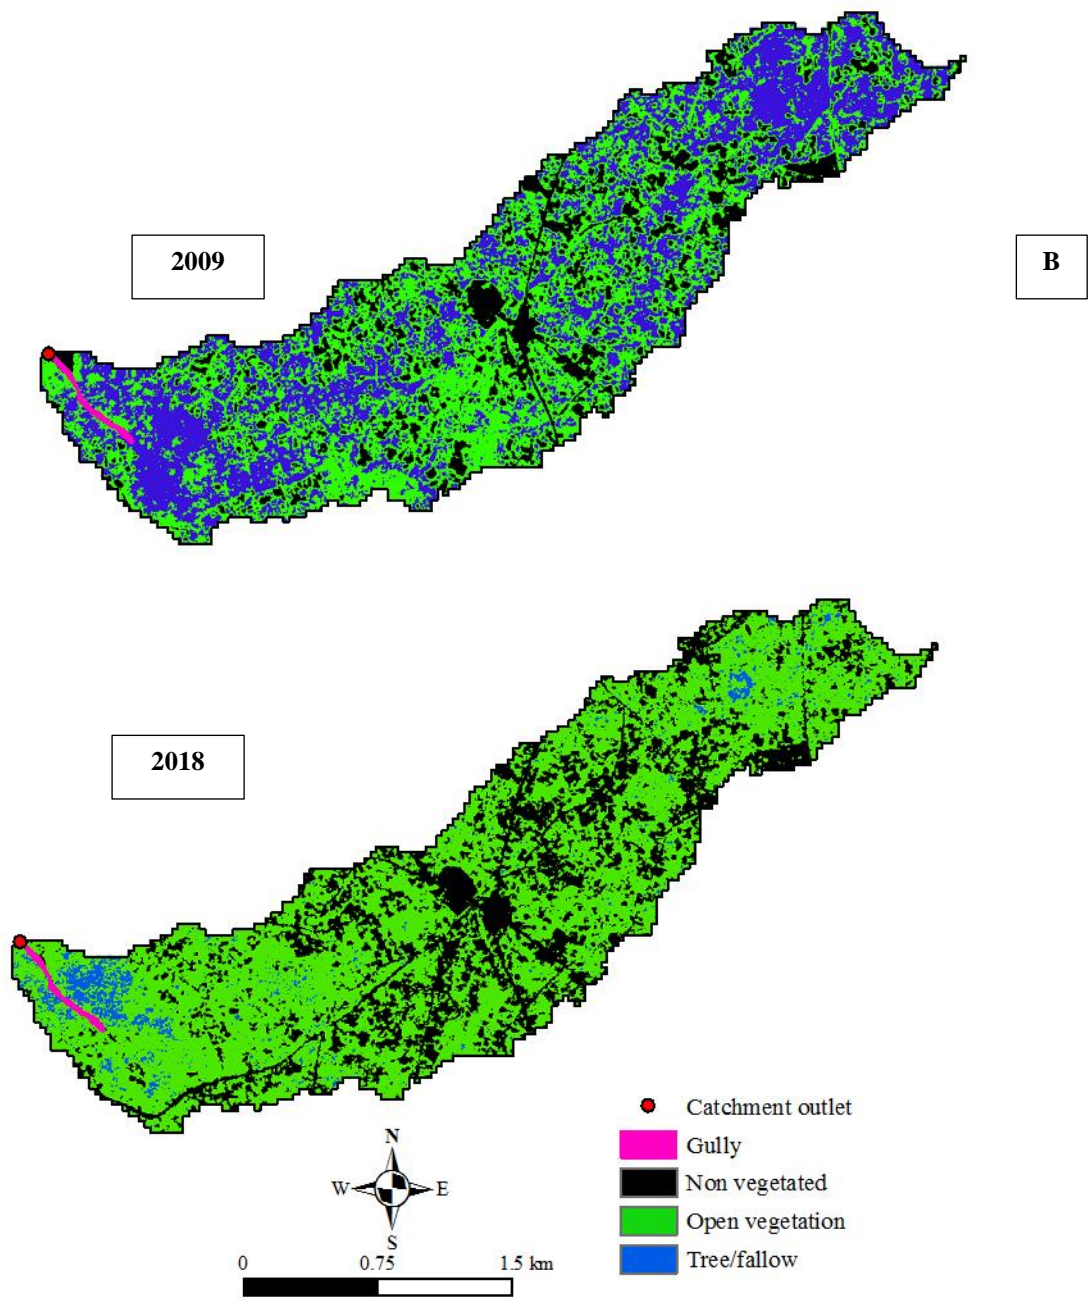 2009
B
2018
Catchment outlet
Gully
Non vegetated
Open vegetation
Tree/fallow
N
W E
S
0 0.75 1.5 km